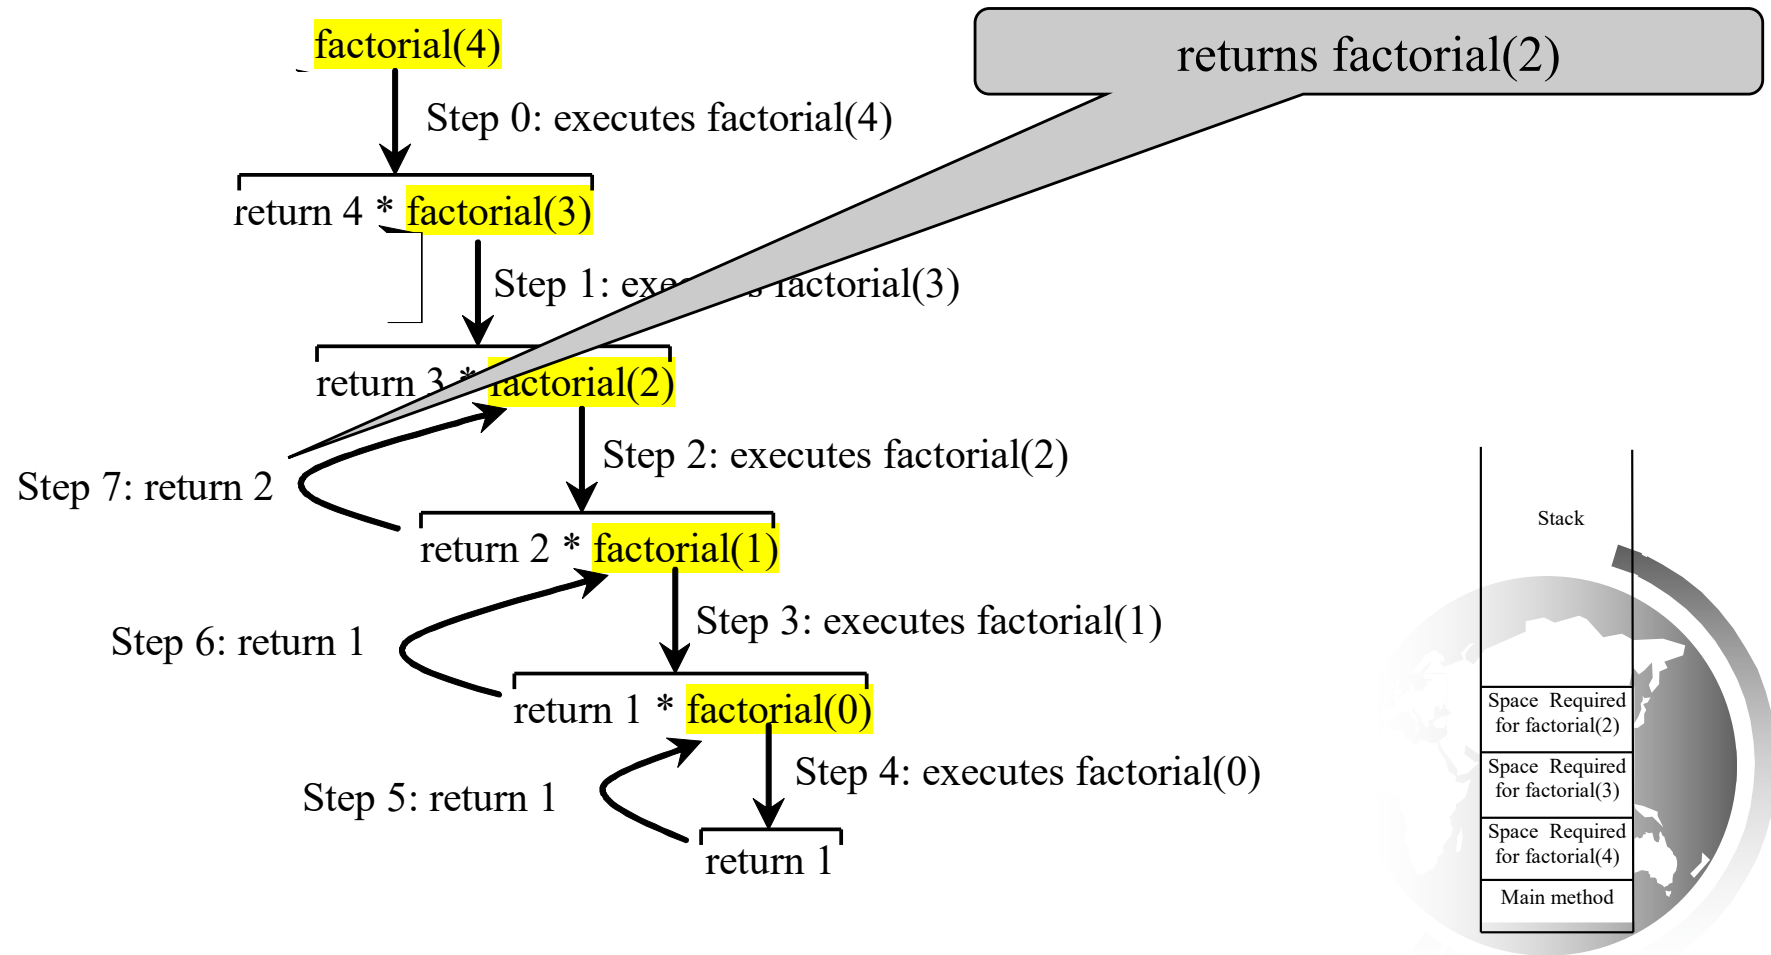 factorial(4)
returns factorial(2)
Step 0: executes factorial(4)
return 4 * factorial(3)
Step 1: executes factorial(3)
return 3 * factorial(2)
Step 2: executes factorial(2)
Step 7: return 2
return 2 * factorial(1)
Step 3: executes factorial(1)
Step 6: return 1
return 1 * factorial(0)
Step 4: executes factorial(0)
Step 5: return 1
return 1
Stack
Space Required
for factorial(2)
Space Required
for factorial(3)
Space Required
for factorial(4)
Main method